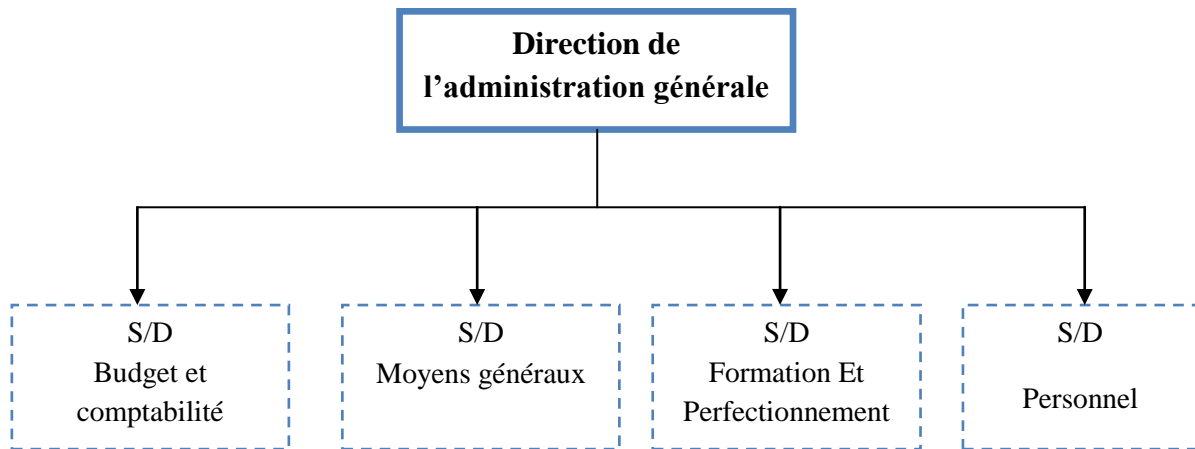 Direction de
l’administration générale
S/D
Budget et
comptabilité
S/D
Moyens généraux
S/D
Formation Et
Perfectionnement
S/D
Personnel